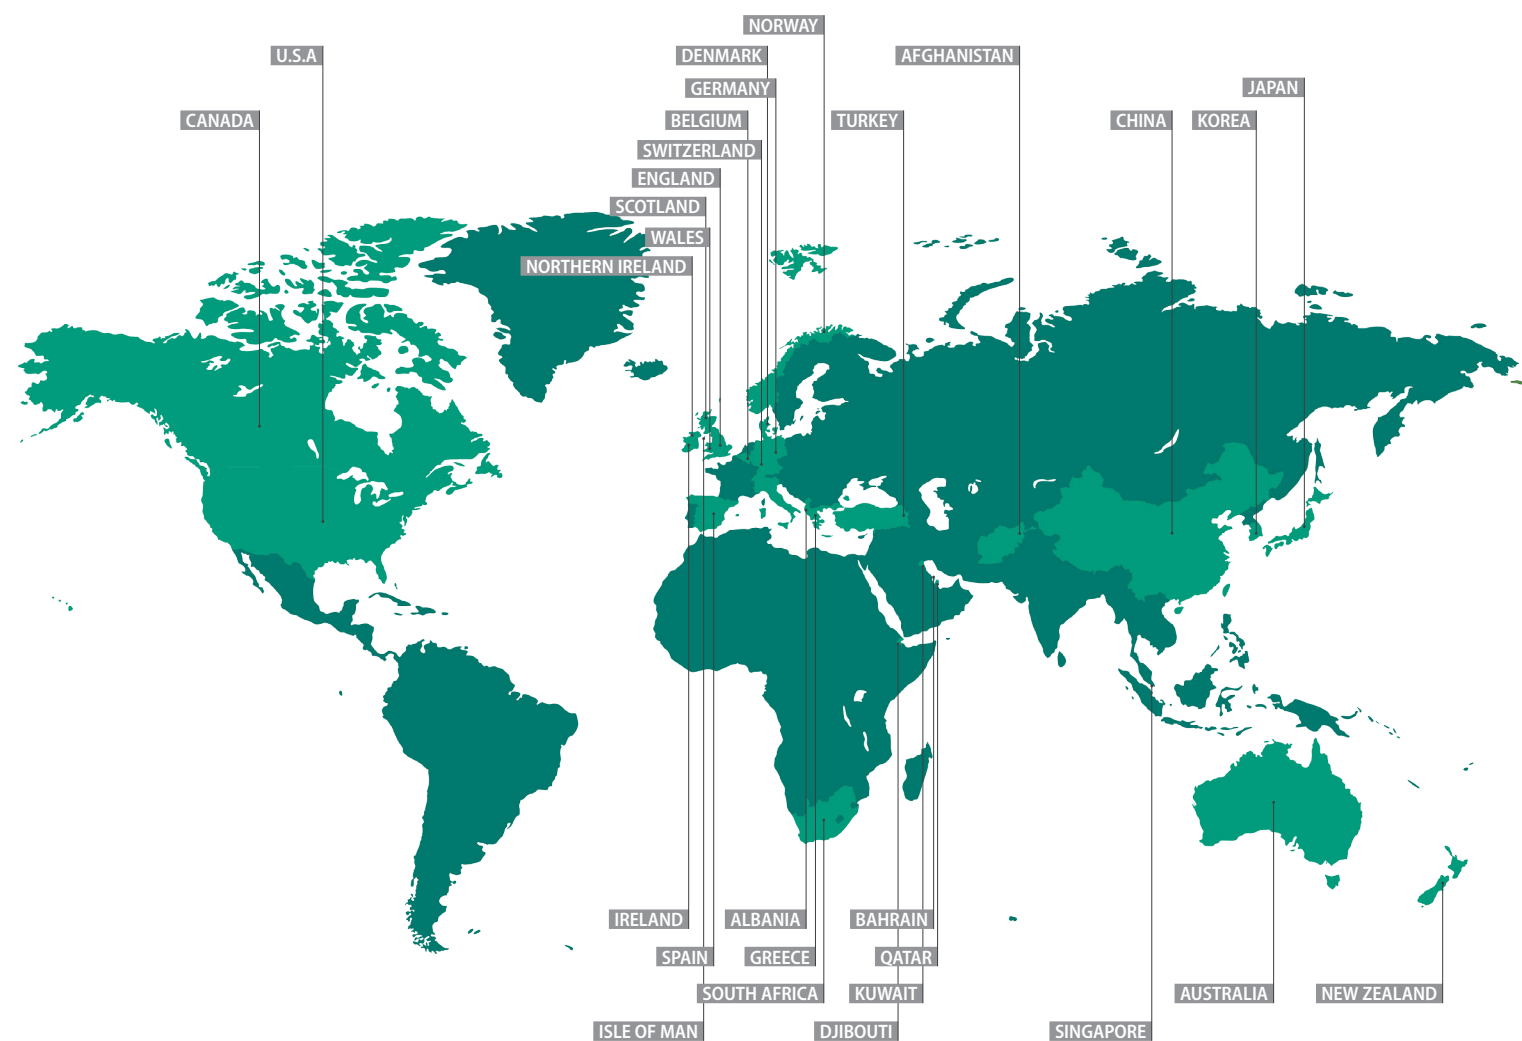 NORWAY
U.S.A
DENMARK
AFGHANISTAN
GERMANY
JAPAN
CANADA
BELGIUM
TURKEY
CHINA
KOREA
SWITZERLAND
ENGLAND
SCOTLAND
WALES
NORTHERN IRELAND
IRELAND
ALBANIA
BAHRAIN
SPAIN
GREECE
QATAR
SOUTH AFRICA
KUWAIT
AUSTRALIA
NEW ZEALAND
ISLE OF MAN
DJIBOUTI
SINGAPORE